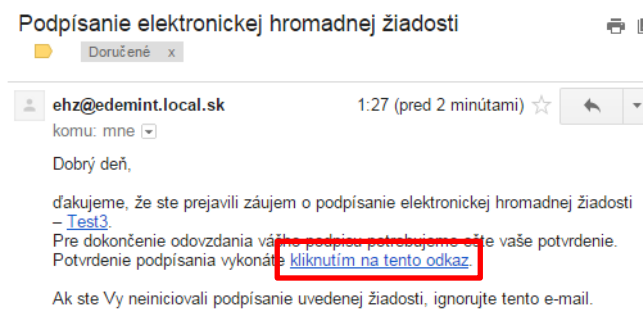 Podpísanie elektronickej hromadnej žiadosti
Doručené x
ehz@edemint.local.sk 1:27 (pred 2 minútami)
komu: mne
Dobrý deň,
ďakujeme, že ste prejavili záujem o podpísanie elektronickej hromadnej žiadosti
– Test3.
Pre dokončenie odovzdania vášho podpisu potrebujeme ešte vaše potvrdenie.
Potvrdenie podpísania vykonáte kliknutím na tento odkaz.
Ak ste Vy neiniciovali podpísanie uvedenej žiadosti, ignorujte tento e-mail.